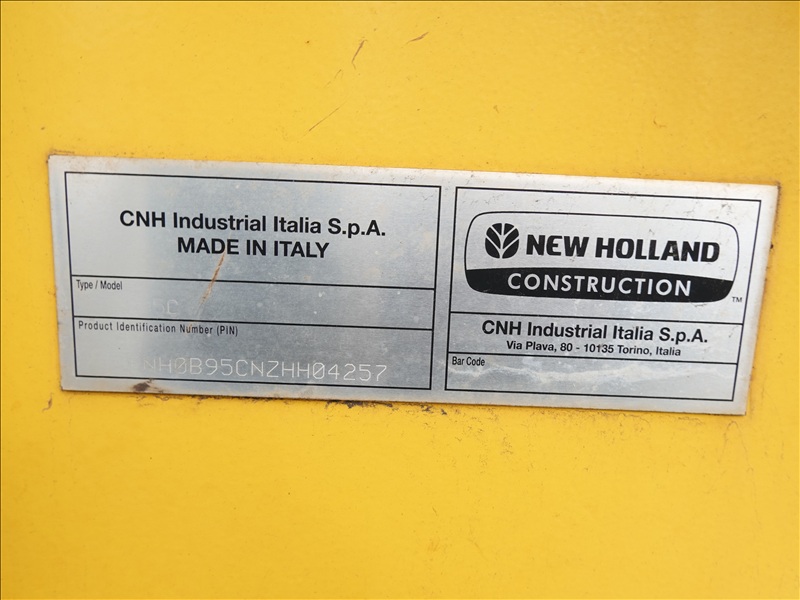 CNH Industrial Italia S.p.A.
MADE IN ITALY
Type / Model
Product Identification Number (PIN)
NH0B95CNZHH04257
NEW HOLLAND
CONSTRUCTION
TM
CNH Industrial Italia S.p.A.
Via Plava, 80 - 10135 Torino, Italia
Bar Code